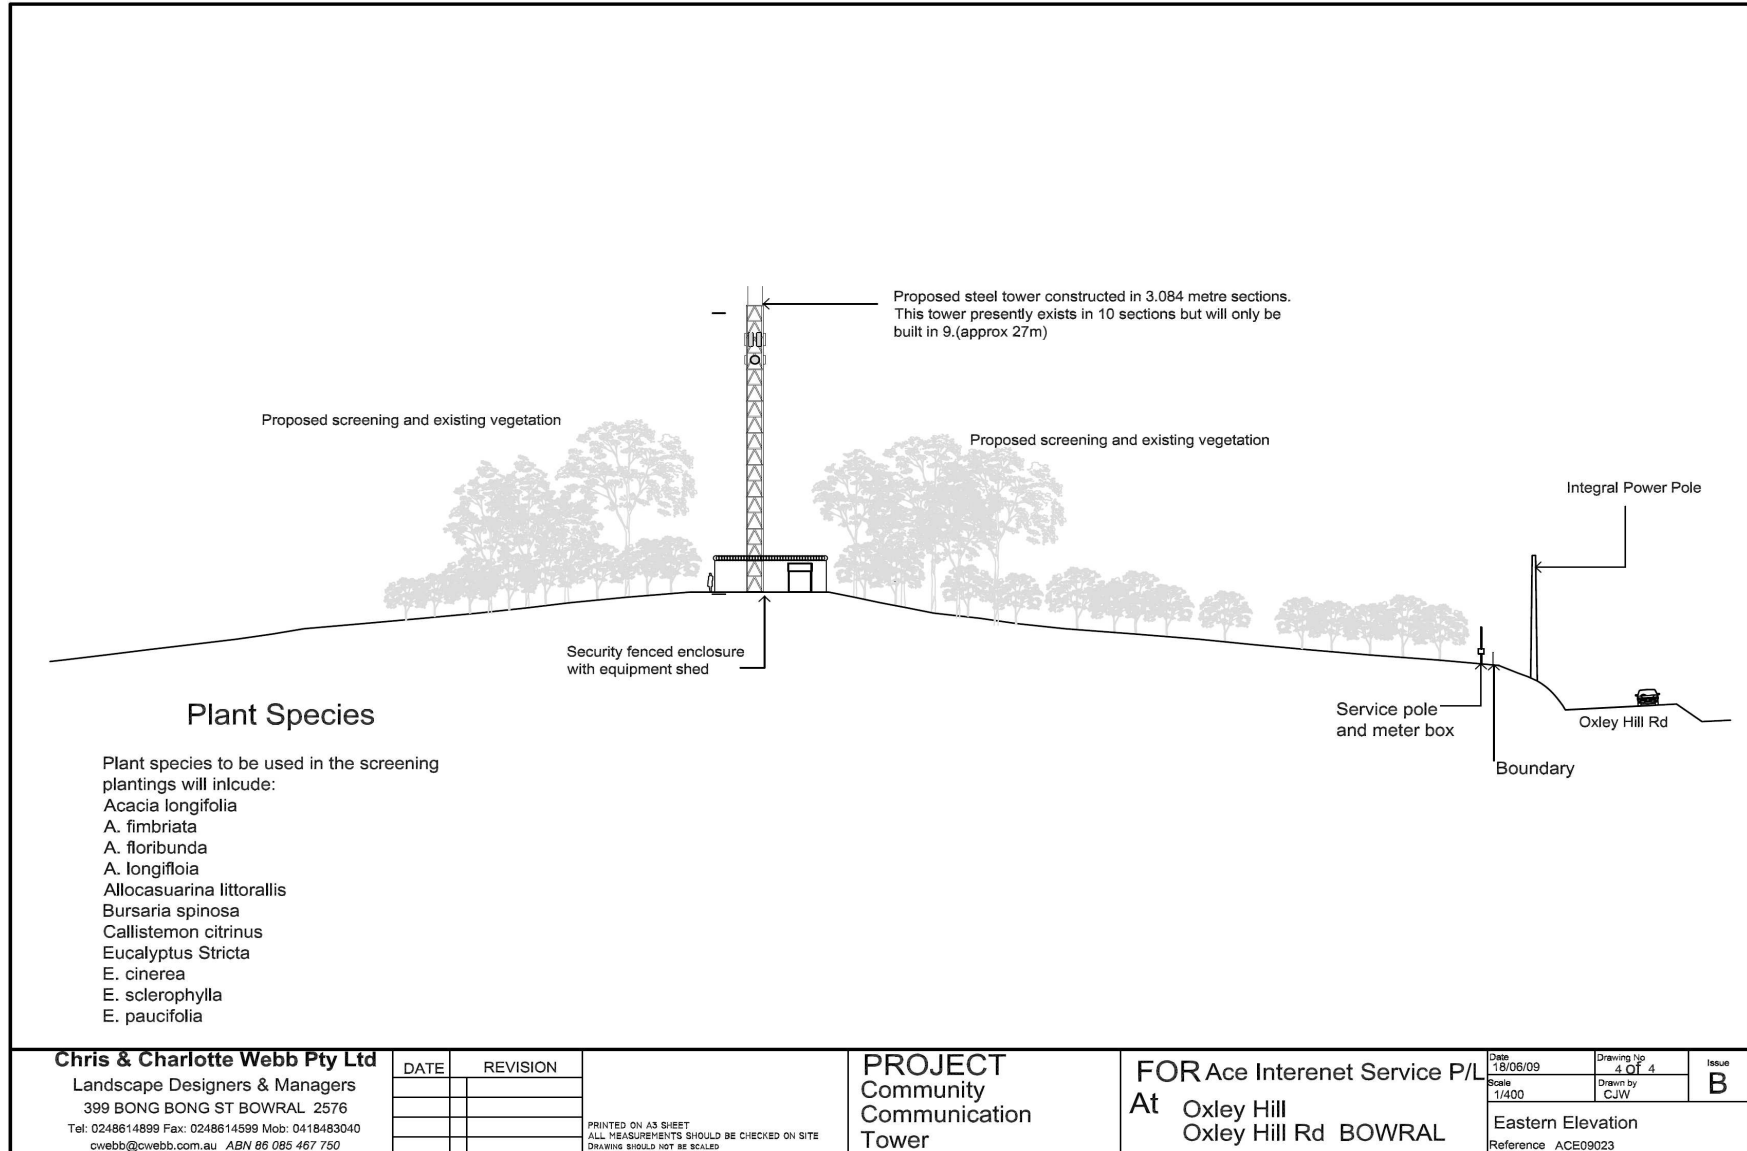 Proposed steel tower constructed in 3.084 metre sections.
This tower presently exists in 10 sections but will only be
built in 9.(approx 27m)
Proposed screening and existing vegetation
Proposed screening and existing vegetation
Integral Power Pole
Security fenced enclosure
with equipment shed
Service pole
and meter box
Oxley Hill Rd
Boundary
Plant Species
Plant species to be used in the screening
plantings will inlcude:
Acacia longifolia
A. fimbriata
A. floribunda
A. longifloia
Allocasuarina littorallis
Bursaria spinosa
Callistemon citrinus
Eucalyptus Stricta
E. cinerea
E. sclerophylla
E. paucifolia
Chris & Charlotte Webb Pty Ltd
Landscape Designers & Managers
399 BONG BONG ST BOWRAL 2576
Tel: 0248614899 Fax: 0248614599 Mob: 0418483040
cwebb@cwebb.com.au ABN 86 085 467 750
DATE REVISION
PRINTED ON A3 SHEET
ALL MEASUREMENTS SHOULD BE CHECKED ON SITE
DRAWING SHOULD NOT BE SCALED
PROJECT
Community
Communication
Tower
FOR Ace Interenet Service P/L
At Oxley Hill
Oxley Hill Rd BOWRAL
Date
18/06/09
Drawing No
4 Of 4
Issue
B
Scale
1/400
Drawn by
CJW
Eastern Elevation
Reference ACE09023